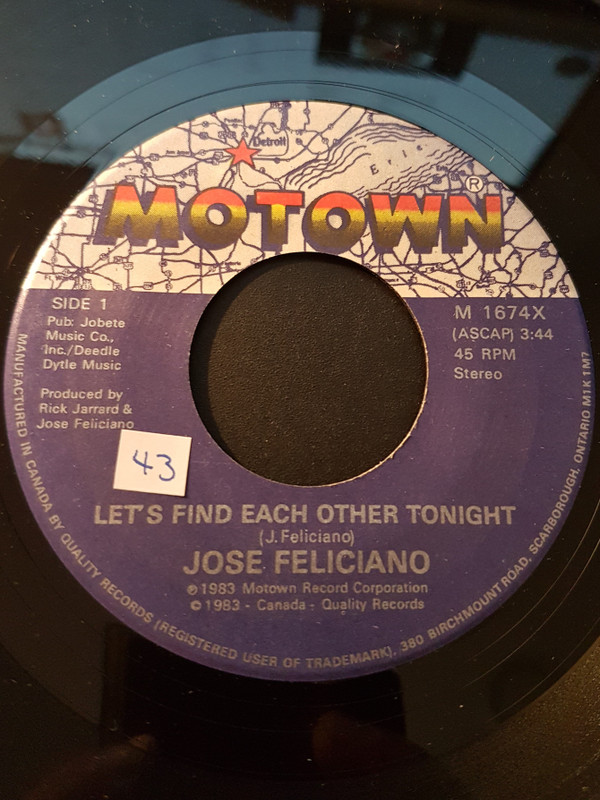 Detroit
Erie
MOTOWN®
SIDE 1
Pub: Jobete
Music Co.,
Inc./Deedle
Dytle Music
Produced by
Rick Jarrard &
Jose Feliciano
M 1674X
(ASCAP) 3:44
45 RPM
Stereo
43
LET'S FIND EACH OTHER TONIGHT
(J. Feliciano)
JOSE FELICIANO
℗1983 Motown Record Corporation
©1983 - Canada - Quality Records
MANUFACTURED IN CANADA BY QUALITY RECORDS (REGISTERED USER OF TRADEMARK), 380 BIRCHMOUNT ROAD, SCARBOROUGH, ONTARIO M1K 1M7